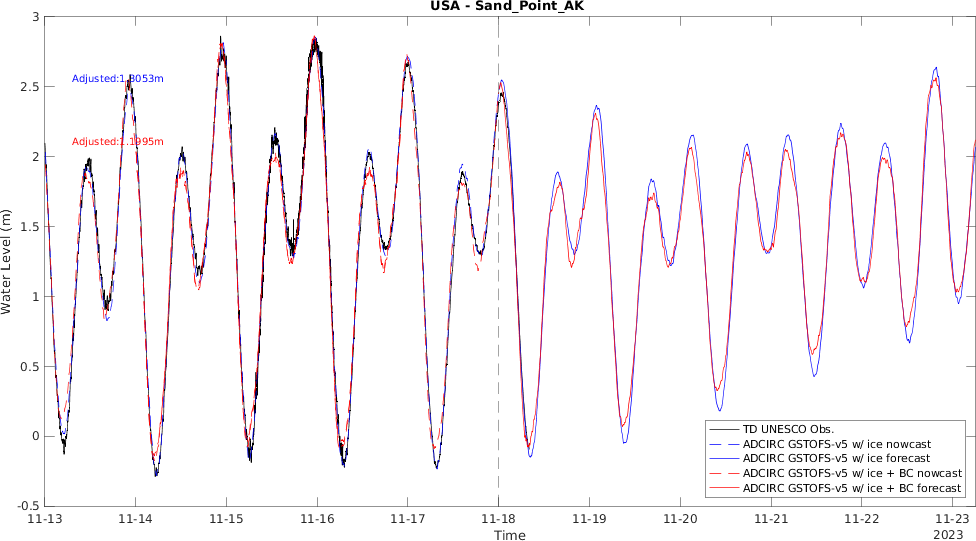 USA - Sand_Point_AK
3
2.5
2
1.5
1
0.5
0
-0.5
Water Level (m)
Adjusted:1.8053m
Adjusted:1.1995m
TD UNESCO Obs.
ADCIRC GSTOFS-v5 w/ ice nowcast
ADCIRC GSTOFS-v5 w/ ice forecast
ADCIRC GSTOFS-v5 w/ ice + BC nowcast
ADCIRC GSTOFS-v5 w/ ice + BC forecast
11-13 11-14 11-15 11-16 11-17 11-18 11-19 11-20 11-21 11-22 11-23
Time
2023